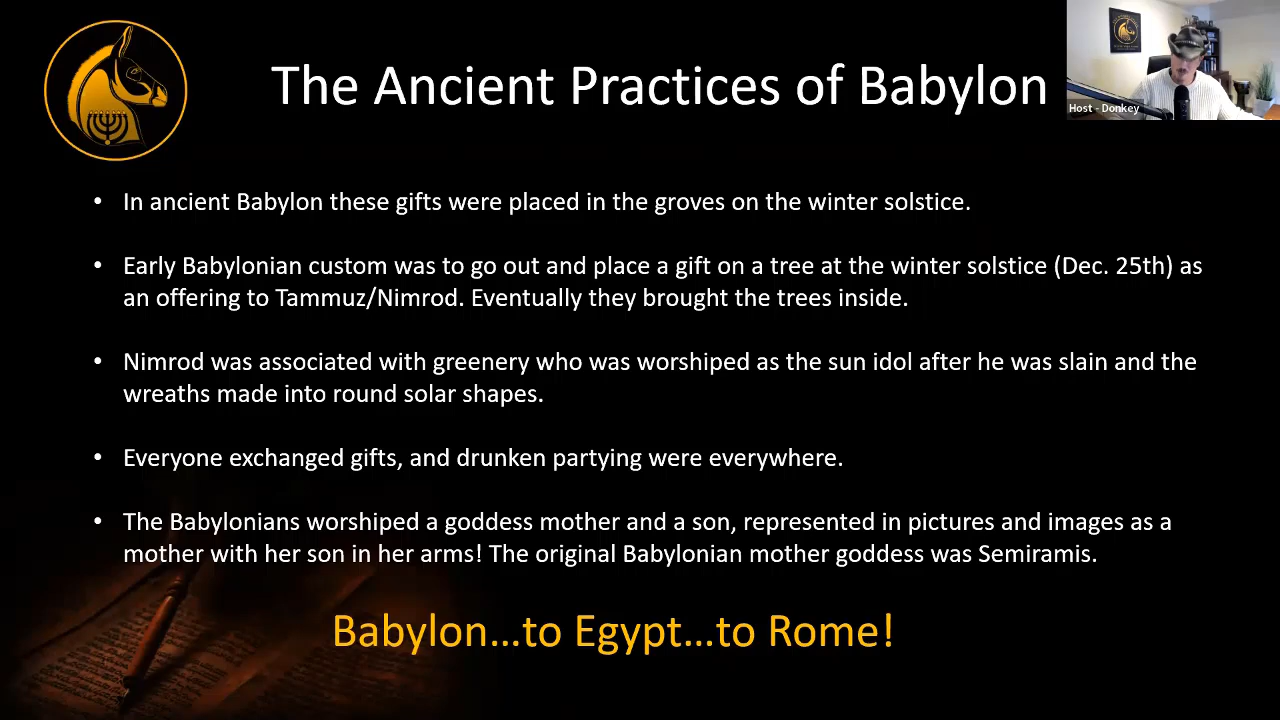 The Ancient Practices of Babylon
Host - Donkey
• In ancient Babylon these gifts were placed in the groves on the winter solstice.
• Early Babylonian custom was to go out and place a gift on a tree at the winter solstice (Dec. 25th) as
an offering to Tammuz/Nimrod. Eventually they brought the trees inside.
• Nimrod was associated with greenery who was worshiped as the sun idol after he was slain and the
wreaths made into round solar shapes.
• Everyone exchanged gifts, and drunken partying were everywhere.
• The Babylonians worshiped a goddess mother and a son, represented in pictures and images as a
mother with her son in her arms! The original Babylonian mother goddess was Semiramis.
Babylon...to Egypt...to Rome!